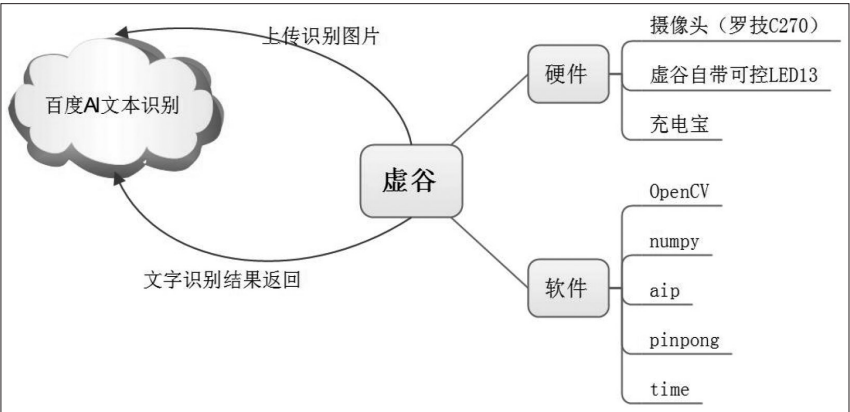 上传识别图片
百度AI文本识别
文字识别结果返回
虚谷
硬件
摄像头（罗技C270）
虚谷自带可控LED13
充电宝
软件
OpenCV
numpy
aip
pinpong
time